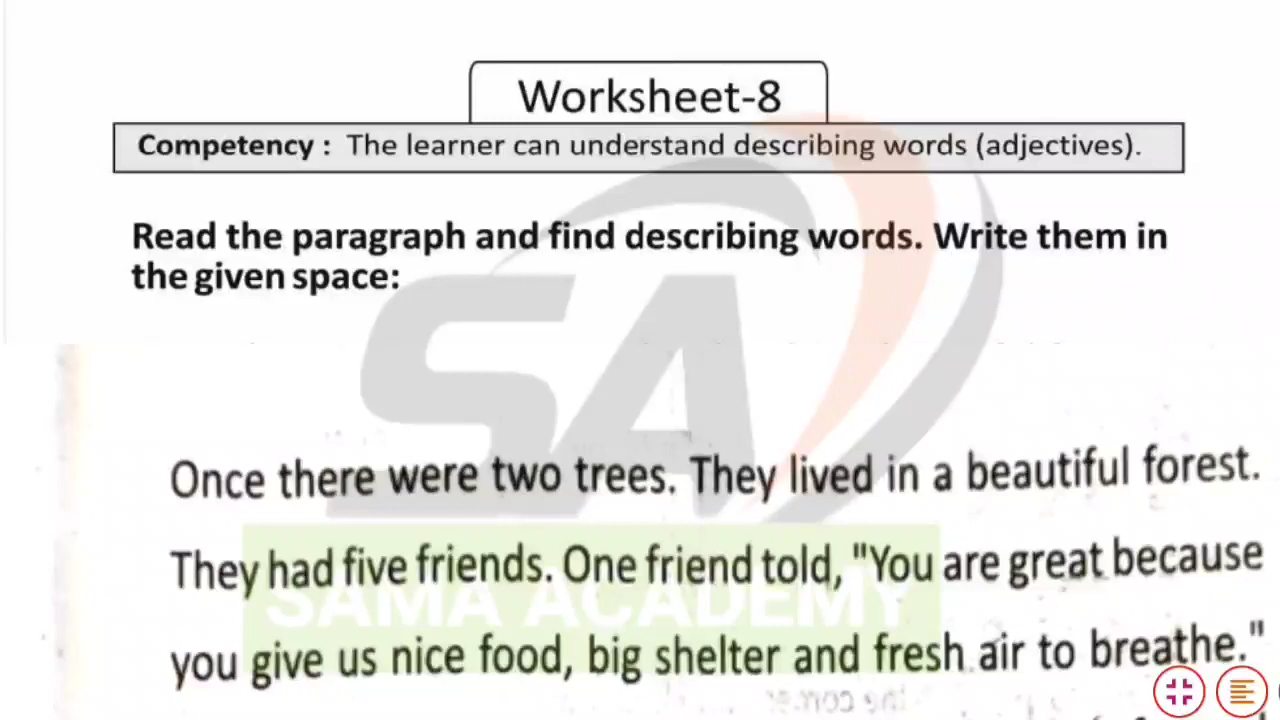 Worksheet-8
Competency : The learner can understand describing words (adjectives).
Read the paragraph and find describing words. Write them in
the given space:
SA
Once there were two trees. They lived in a beautiful forest.
They had five friends. One friend told, "You are great because
SAMA ACADEMY
you give us nice food, big shelter and fresh air to breathe."